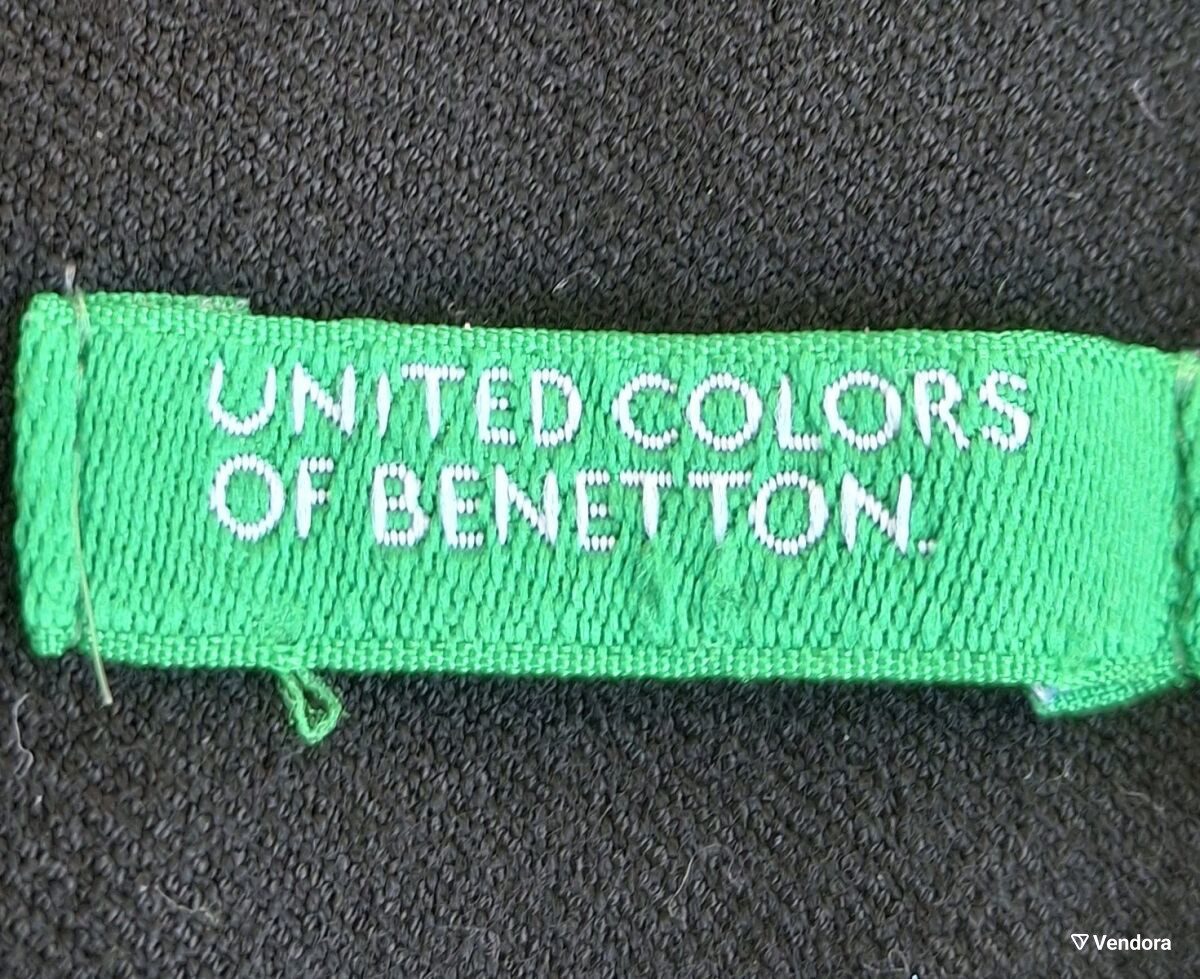 UNITED COLORS
OF BENETTON.
Vendora